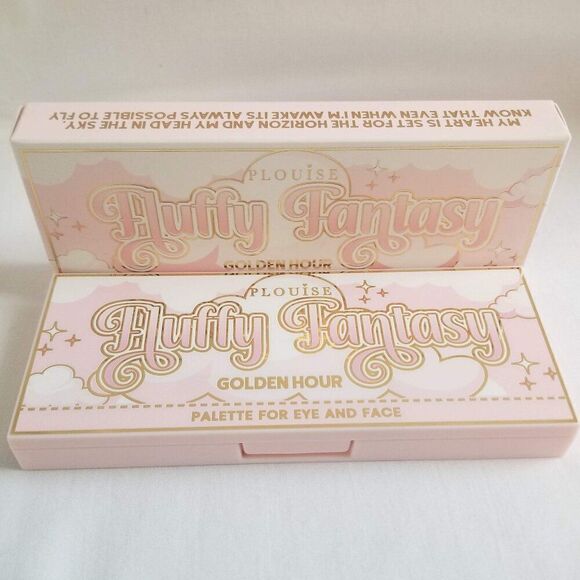 MY HEART IS SET FOR THE HORIZON AND MY HEAD IN THE SKY.
KNOW THAT EVEN WHEN I'M AWAKE ITS ALWAYS POSSIBLE TO FLY
PLOUiSE
Fluffy Fantasy
GOLDEN HOUR
PLOUiSE
Fluffy Fantasy
GOLDEN HOUR
PALETTE FOR EYE AND FACE